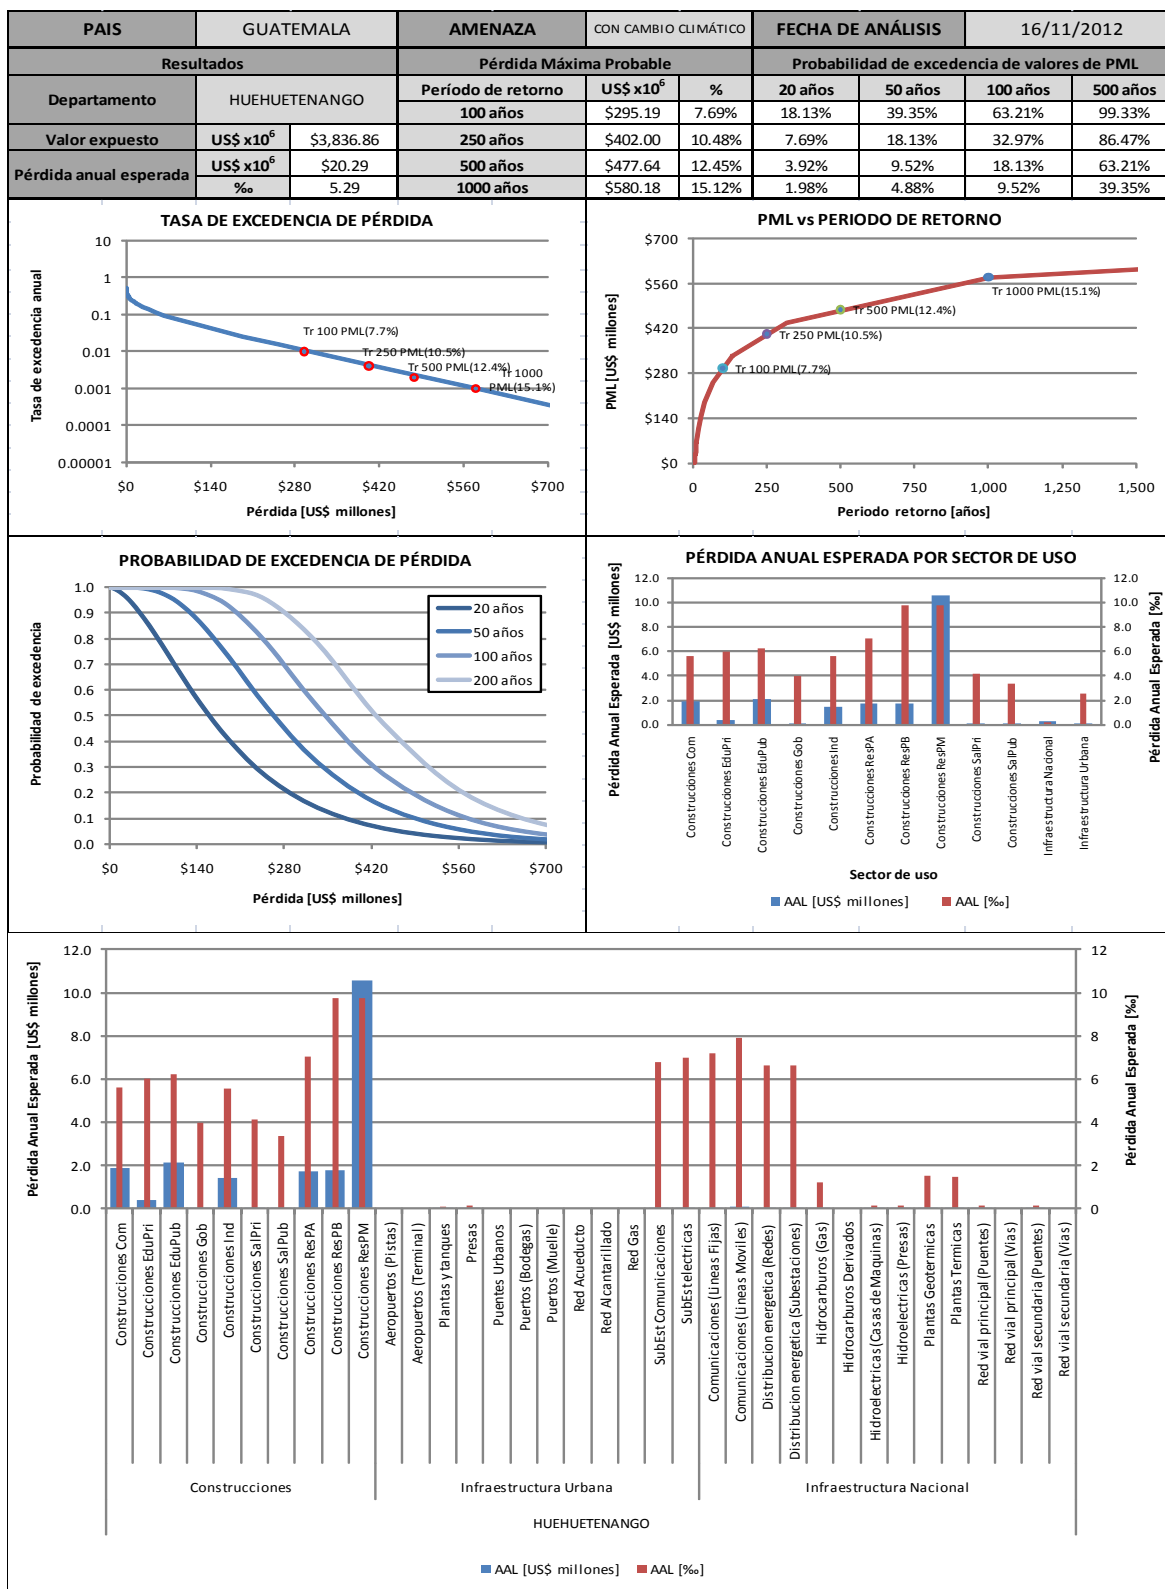 PAIS GUATEMALA AMENAZA CON CAMBIO CLIMÁTICO FECHA DE ANÁLISIS 16/11/2012
Resultados Pérdida Máxima Probable Probabilidad de excedencia de valores de PML
Departamento HUEHUETENANGO Período de retorno US$ x10⁶ % 20 años 50 años 100 años 500 años
100 años $295.19 7.69% 18.13% 39.35% 63.21% 99.33%
Valor expuesto US$ x10⁶ $3,836.86 250 años $402.00 10.48% 7.69% 18.13% 32.97% 86.47%
Pérdida anual esperada US$ x10⁶ $20.29 500 años $477.64 12.45% 3.92% 9.52% 18.13% 63.21%
‰ 5.29 1000 años $580.18 15.12% 1.98% 4.88% 9.52% 39.35%
TASA DE EXCEDENCIA DE PÉRDIDA
Tasa de excedencia anual
10
1
0.1
0.01
0.001
0.0001
0.00001
Tr 100 PML(7.7%)
Tr 250 PML(10.5%)
Tr 500 PML(12.4%)
Tr 1000
PML(15.1%)
$0 $140 $280 $420 $560 $700
Pérdida [US$ millones]
PML vs PERIODO DE RETORNO
PML [US$ millones]
$700
$560
$420
$280
$140
$0
Tr 1000 PML(15.1%)
Tr 500 PML(12.4%)
Tr 250 PML(10.5%)
Tr 100 PML(7.7%)
0 250 500 750 1,000 1,250 1,500
Periodo retorno [años]
PROBABILIDAD DE EXCEDENCIA DE PÉRDIDA
Probabilidad de excedencia
1.0
0.9
0.8
0.7
0.6
0.5
0.4
0.3
0.2
0.1
0.0
20 años
50 años
100 años
200 años
$0 $140 $280 $420 $560 $700
Pérdida [US$ millones]
PÉRDIDA ANUAL ESPERADA POR SECTOR DE USO
Pérdida Anual Esperada [US$ millones]
12.0 12.0
10.0 10.0
8.0 8.0
6.0 6.0
4.0 4.0
2.0 2.0
0.0 0.0
Pérdida Anual Esperada [‰]
Construcciones Com
Construcciones EduPri
Construcciones EduPub
Construcciones Gob
Construcciones Ind
Construcciones ResPA
Construcciones ResPB
Construcciones ResPM
Construcciones SalPri
Construcciones SalPub
Infraestructura Nacional
Infraestructura Urbana
Sector de uso
AAL [US$ millones] AAL [‰]
Pérdida Anual Esperada [US$ millones]
12.0 12
10.0 10
8.0 8
6.0 6
4.0 4
2.0 2
0.0 0
Pérdida Anual Esperada [‰]
Construcciones Com
Construcciones EduPri
Construcciones EduPub
Construcciones Gob
Construcciones Ind
Construcciones SalPri
Construcciones SalPub
Construcciones ResPA
Construcciones ResPB
Construcciones ResPM
Aeropuertos (Pistas)
Aeropuertos (Terminal)
Plantas y tanques
Presas
Puentes Urbanos
Puertos (Bodegas)
Puertos (Muelle)
Red Acueducto
Red Alcantarillado
Red Gas
SubEst Comunicaciones
SubEst electricas
Comunicaciones (Lineas Fijas)
Comunicaciones (Lineas Moviles)
Distribucion energetica (Redes)
Distribucion energetica (Subestaciones)
Hidrocarburos (Gas)
Hidrocarburos Derivados
Hidroelectricas (Casas de Maquinas)
Hidroelectricas (Presas)
Plantas Geotermicas
Plantas Termicas
Red vial principal (Puentes)
Red vial principal (Vias)
Red vial secundaria (Puentes)
Red vial secundaria (Vias)
Construcciones Infraestructura Urbana Infraestructura Nacional
HUEHUETENANGO
AAL [US$ millones] AAL [‰]